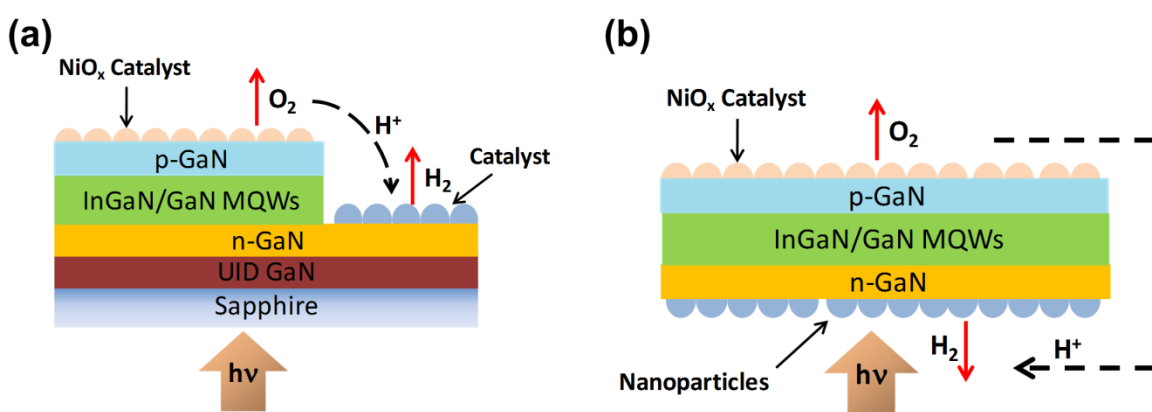 (a)
NiOx Catalyst
O2
H+
H2
Catalyst
p-GaN
InGaN/GaN MQWs
n-GaN
UID GaN
Sapphire
hν
(b)
NiOx Catalyst
O2
p-GaN
InGaN/GaN MQWs
n-GaN
H2
H+
Nanoparticles
hν